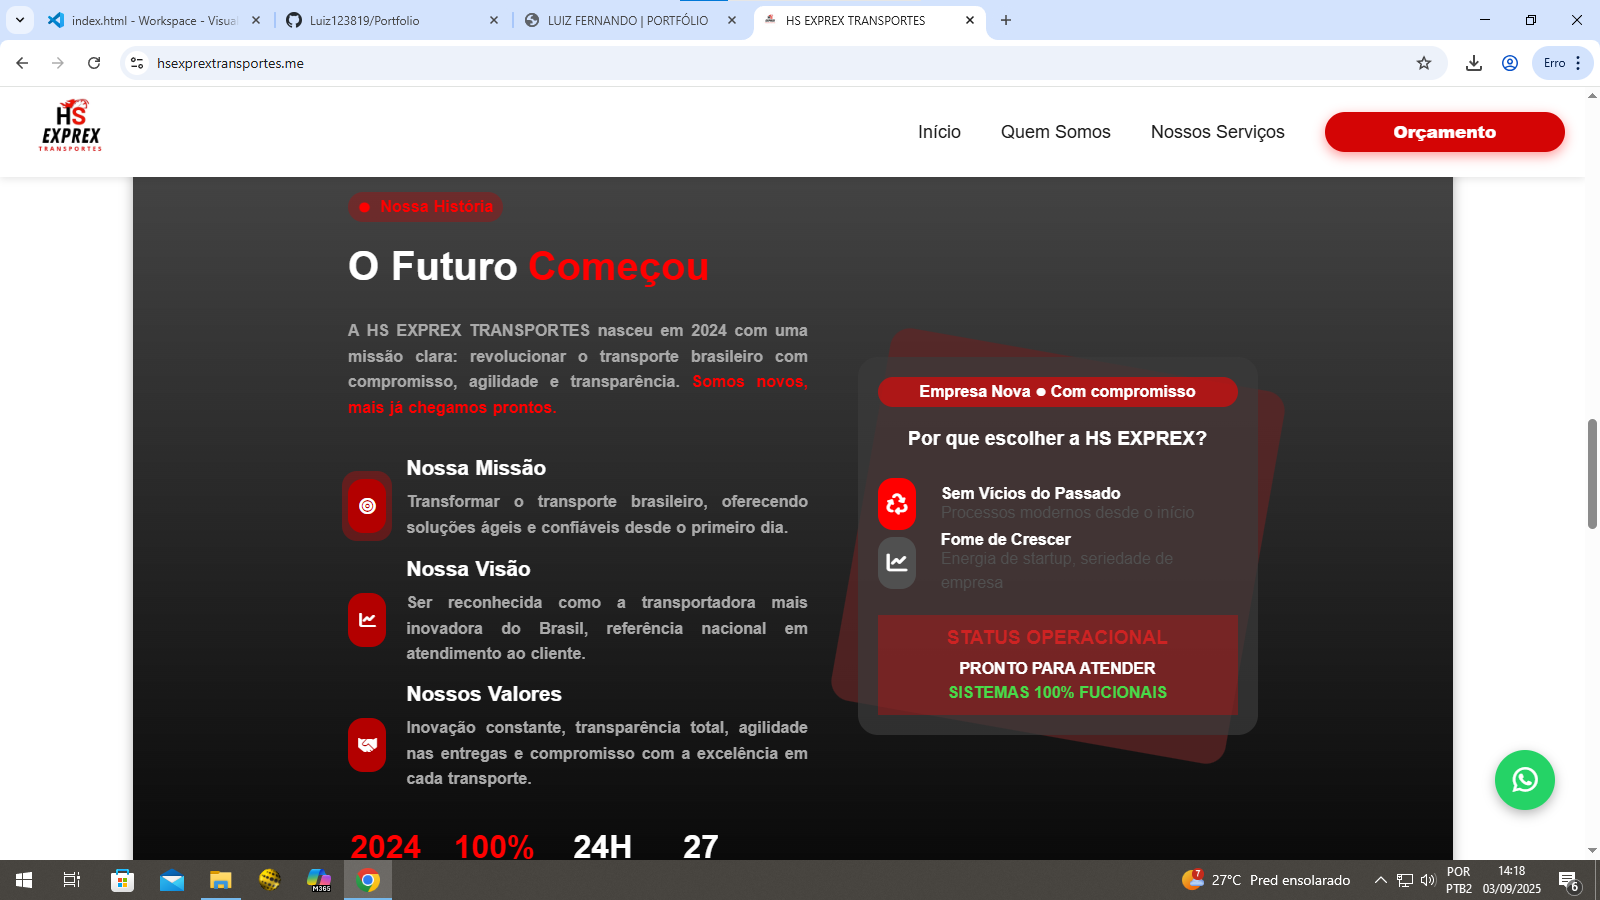 index.html - Workspace - Visua
Luiz123819/Portfolio
LUIZ FERNANDO | PORTFÓLIO
HS EXPREX TRANSPORTES
hsexprextransportes.me
Erro
HS
EXPREX
TRANSPORTES
Início
Quem Somos
Nossos Serviços
Orçamento
Nossa História
O Futuro Começou
A HS EXPREX TRANSPORTES nasceu em 2024 com uma
missão clara: revolucionar o transporte brasileiro com
compromisso, agilidade e transparência. Somos novos,
mais já chegamos prontos.
Nossa Missão
Transformar o transporte brasileiro, oferecendo
soluções ágeis e confiáveis desde o primeiro dia.
Nossa Visão
Ser reconhecida como a transportadora mais
inovadora do Brasil, referência nacional em
atendimento ao cliente.
Nossos Valores
Inovação constante, transparência total, agilidade
nas entregas e compromisso com a excelência em
cada transporte.
2024
100%
24H
27
Empresa Nova ● Com compromisso
Por que escolher a HS EXPREX?
Sem Vícios do Passado
Processos modernos desde o início
Fome de Crescer
Energia de startup, seriedade de
empresa
STATUS OPERACIONAL
PRONTO PARA ATENDER
SISTEMAS 100% FUCIONAIS
M365
7
27°C Pred ensolarado
POR
PTB2
14:18
03/09/2025
6